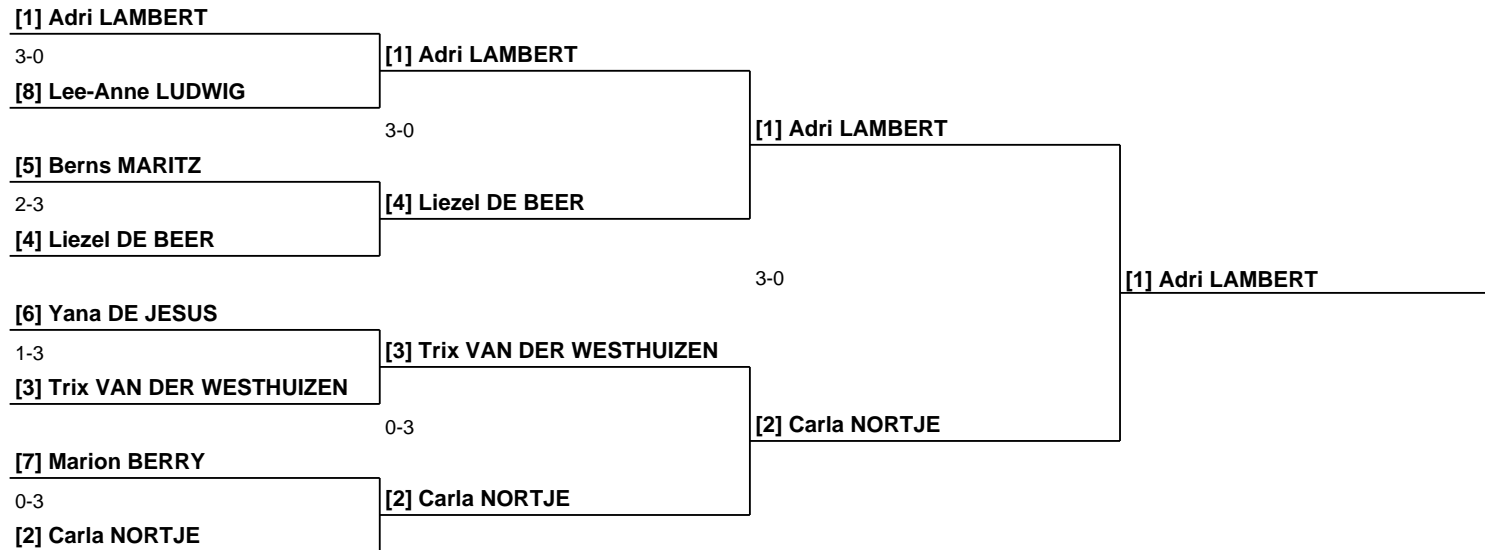 [1] Adri LAMBERT
3-0
[1] Adri LAMBERT
[8] Lee-Anne LUDWIG
3-0
[1] Adri LAMBERT
[5] Berns MARITZ
2-3
[4] Liezel DE BEER
[4] Liezel DE BEER
3-0
[1] Adri LAMBERT
[6] Yana DE JESUS
1-3
[3] Trix VAN DER WESTHUIZEN
[3] Trix VAN DER WESTHUIZEN
0-3
[2] Carla NORTJE
[7] Marion BERRY
0-3
[2] Carla NORTJE
[2] Carla NORTJE